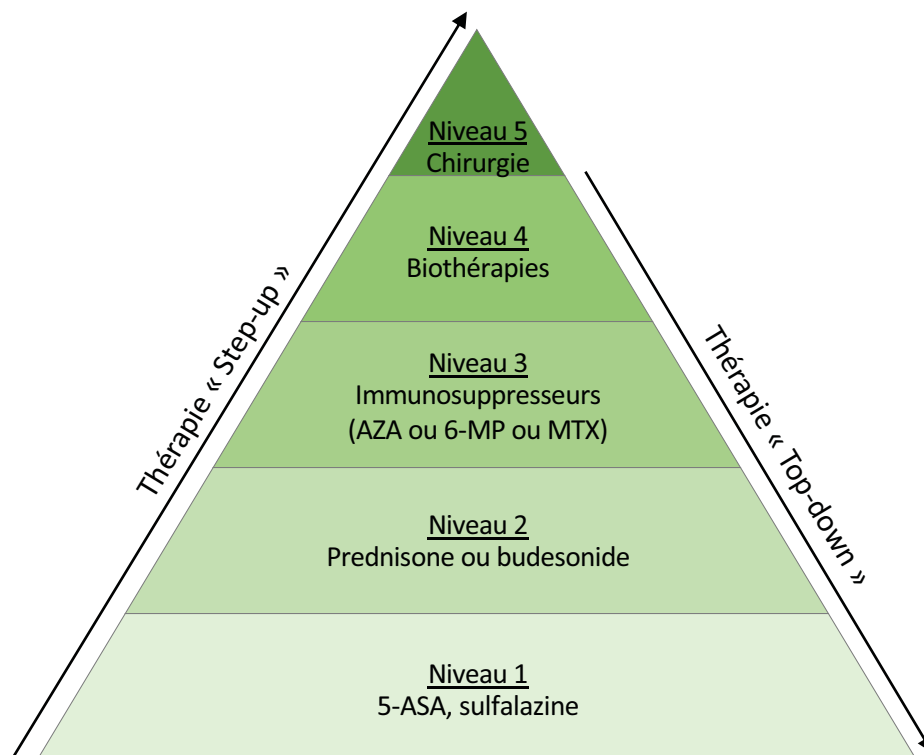 Niveau 5
Chirurgie
Niveau 4
Biothérapies
Niveau 3
Immunosuppresseurs
(AZA ou 6-MP ou MTX)
Niveau 2
Prednisone ou budesonide
Niveau 1
5-ASA, sulfalazine
Thérapie « Step-up »
Thérapie « Top-down »